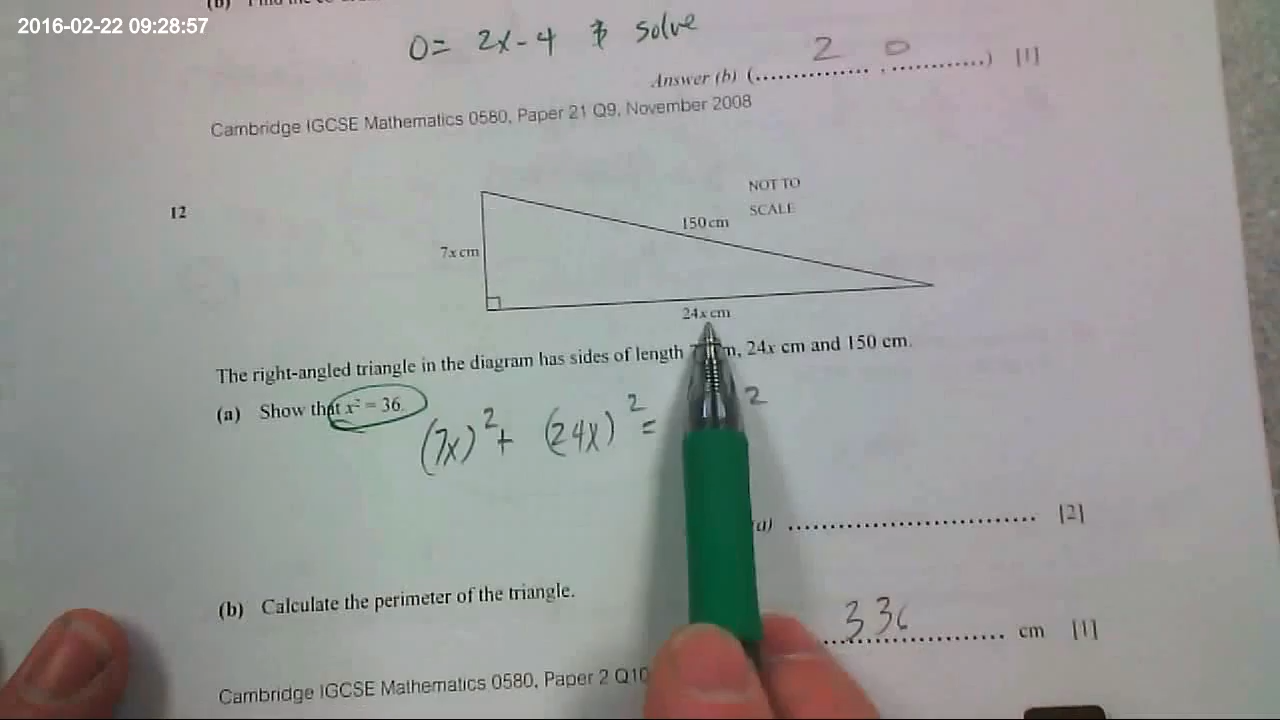 2016-02-22 09:28:57
0= 2x-4 solve
2 0
Answer (b) (................ , .............) [1]
Cambridge IGCSE Mathematics 0580, Paper 21 Q9, November 2008
NOT TO
SCALE
12
150 cm
7x cm
24x cm
The right-angled triangle in the diagram has sides of length 24x cm and 150 cm.
(a) Show that x² = 36.
(7x)² + (24x)² = 2
(a) ............................. [2]
(b) Calculate the perimeter of the triangle.
336
.................... cm [1]
Cambridge IGCSE Mathematics 0580, Paper 2 Q10